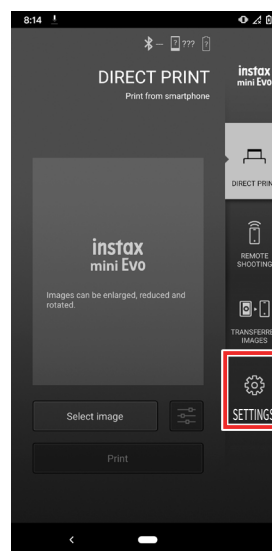 8:14
??? ?
DIRECT PRINT
Print from smartphone
instax
mini Evo
Images can be enlarged, reduced and
rotated.
Select image
Print
instax
mini Evo
DIRECT PRIN
REMOTE
SHOOTING
TRANSFERRE
IMAGES
SETTINGS